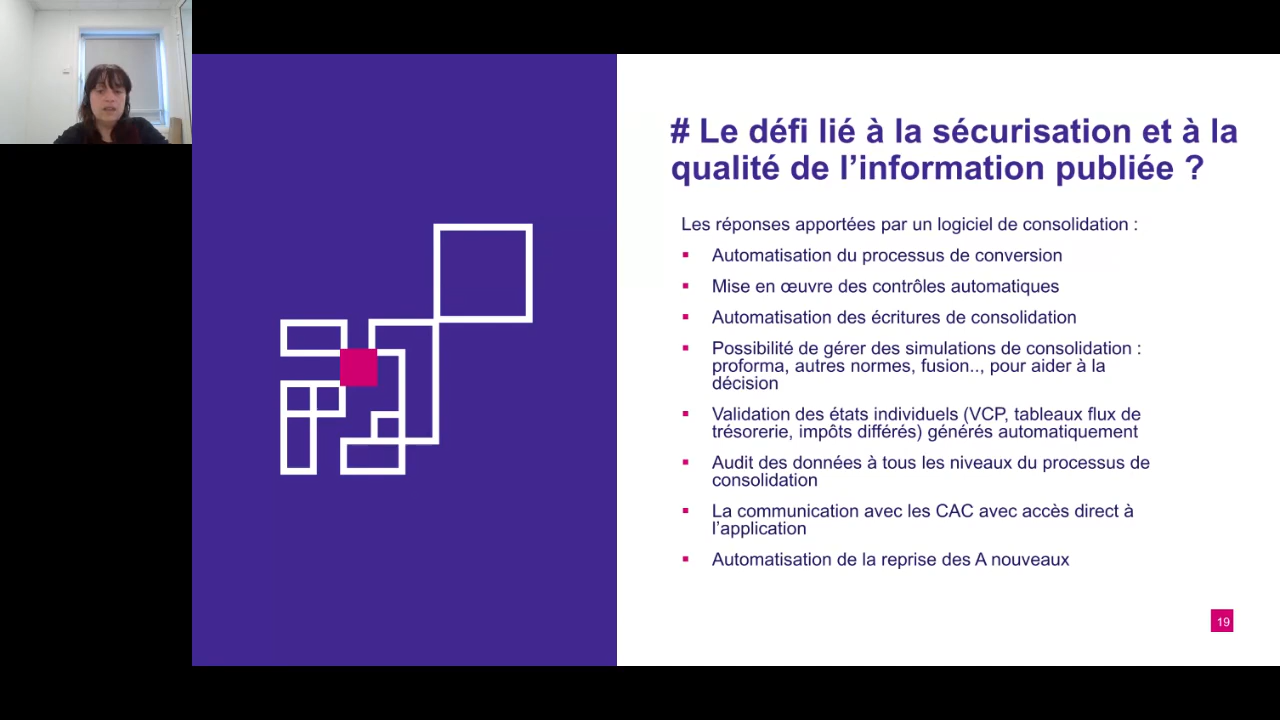 # Le défi lié à la sécurisation et à la
qualité de l’information publiée ?
Les réponses apportées par un logiciel de consolidation :
▪ Automatisation du processus de conversion
▪ Mise en œuvre des contrôles automatiques
▪ Automatisation des écritures de consolidation
▪ Possibilité de gérer des simulations de consolidation :
proforma, autres normes, fusion.., pour aider à la
décision
▪ Validation des états individuels (VCP, tableaux flux de
trésorerie, impôts différés) générés automatiquement
▪ Audit des données à tous les niveaux du processus de
consolidation
▪ La communication avec les CAC avec accès direct à
l’application
▪ Automatisation de la reprise des A nouveaux
19